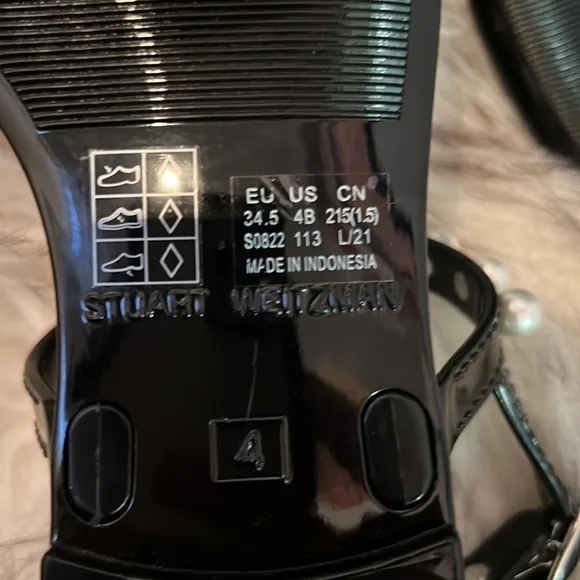 EU US CN
34.5 4B 215(1.5)
S0822 113 L/21
MADE IN INDONESIA
STUART WEITZMAN
4